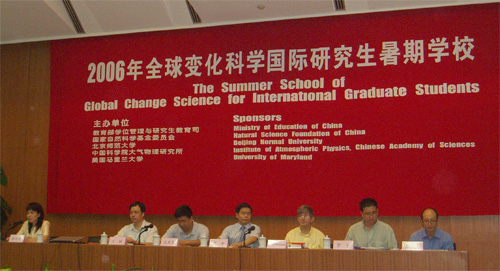 2006年全球变化科学国际研究生暑期学校
The Summer School of
Global Change Science for International Graduate Students
主办单位
教育部学位管理与研究生教育司
国家自然科学基金委员会
北京师范大学
中国科学院大气物理研究所
美国马里兰大学
Sponsors
Ministry of Education of China
Natural Science Foundation of China
Beijing Normal University
Institute of Atmospheric Physics, Chinese Academy of Sciences
University of Maryland